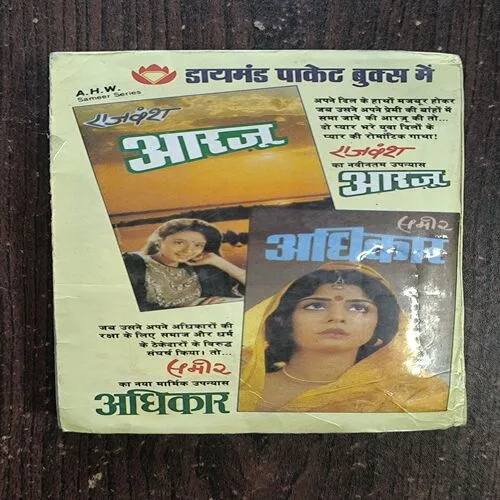 A.H.W.
Sameer Series
डायमंड पाकेट बुक्स में
राजवंश
आरज़ू
अपने दिल के हाथों मजबूर होकर
जब उसने अपने प्रेमी की बांहों में
समा जाने की आरजू की तो...
दो प्यार भरे युवा दिलों के
प्यार की रोमांटिक गाथा!
राजवंश
का नवीनतम उपन्यास
आरज़ू
समीर
अधिकार
जब उसने अपने अधिकारों की
रक्षा के लिए समाज और धर्म
के ठेकेदारों के विरुद्ध
संघर्ष किया। तो...
समीर
का नया मार्मिक उपन्यास
अधिकार